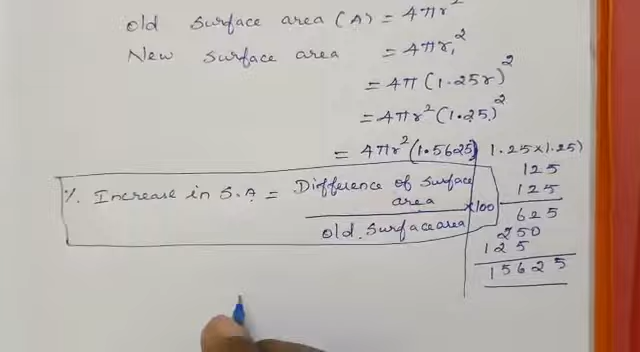 Old surface area (A) = 4πr²
New surface area = 4πr₁²
= 4π(1.25r)²
= 4πr²(1.25)²
= 4πr²(1.5625)
% Increase in S.A = Difference of surface area / Old surface area × 100
1.25×1.25)
125
125
625
250
125
15625